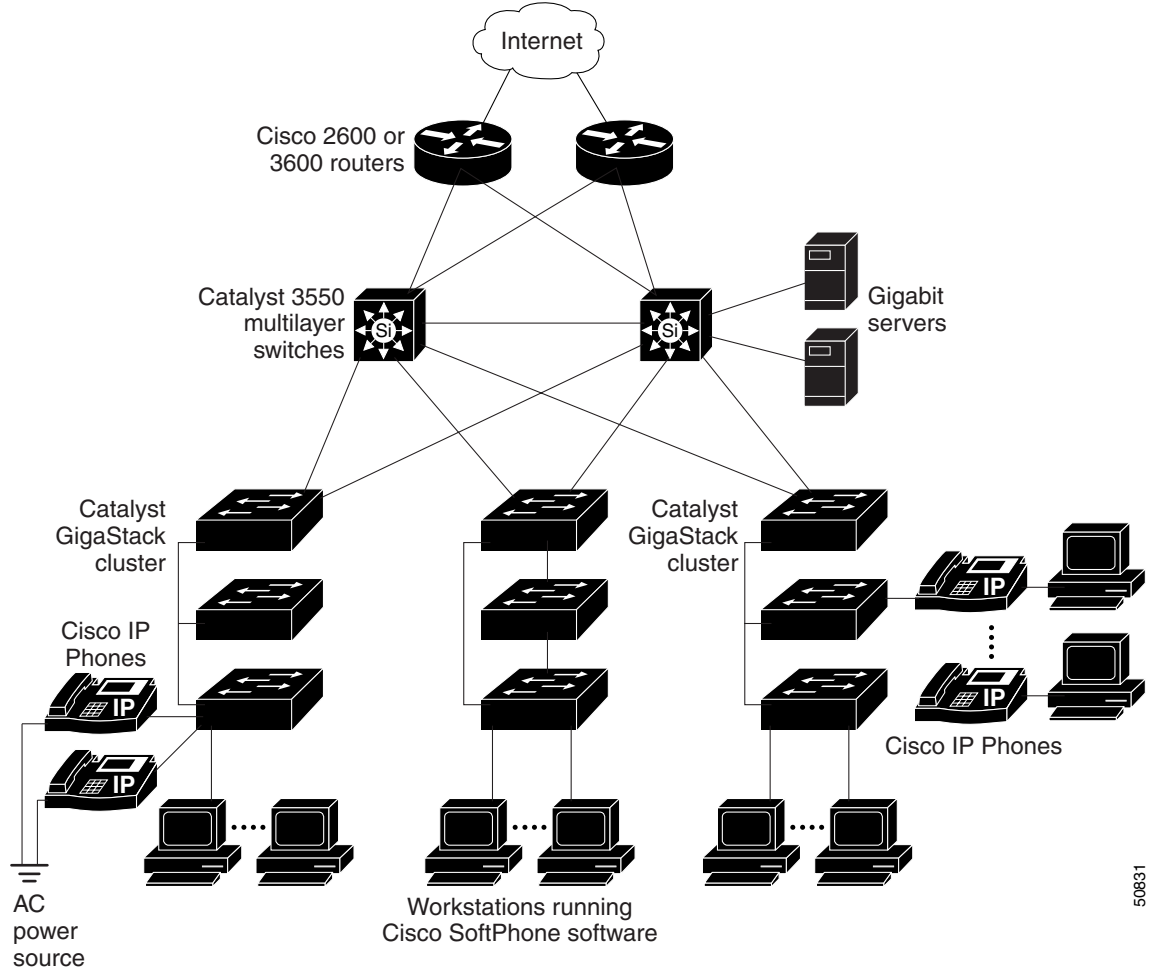 Internet
Cisco 2600 or
3600 routers
Catalyst 3550
multilayer
switches
Si
Si
Gigabit
servers
Catalyst
GigaStack
cluster
Catalyst
GigaStack
cluster
IP
Cisco IP
Phones
IP
IP
IP
Cisco IP Phones
AC
power
source
Workstations running
Cisco SoftPhone software
50831